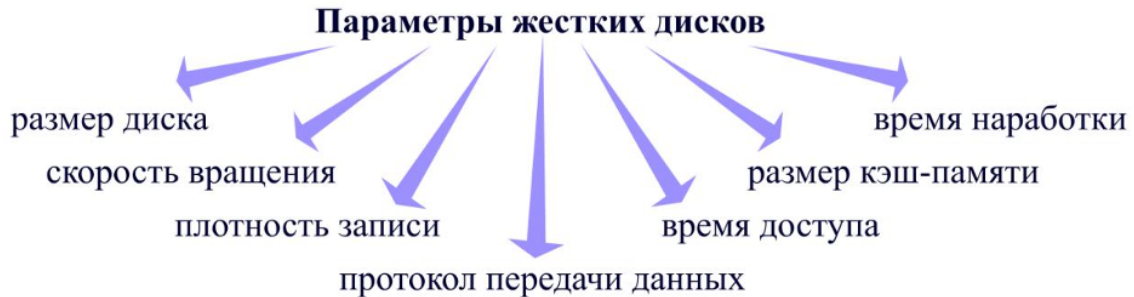 Параметры жестких дисков
размер диска
время наработки
скорость вращения
размер кэш-памяти
плотность записи
время доступа
протокол передачи данных